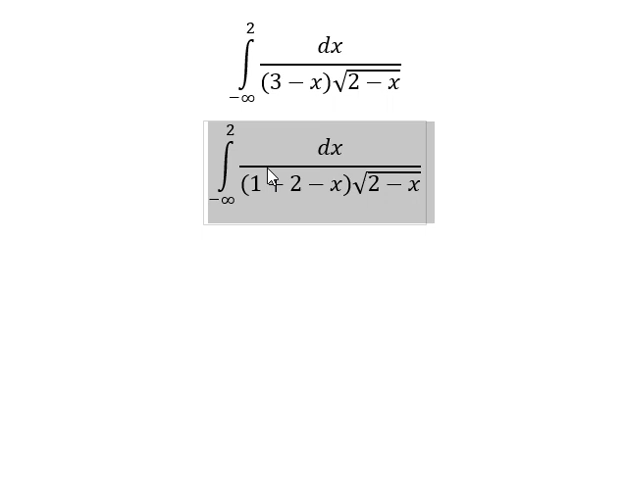 ∫_{−∞}^{2} dx / (3 − x)√(2 − x)
∫_{−∞}^{2} dx / (1 + 2 − x)√(2 − x)